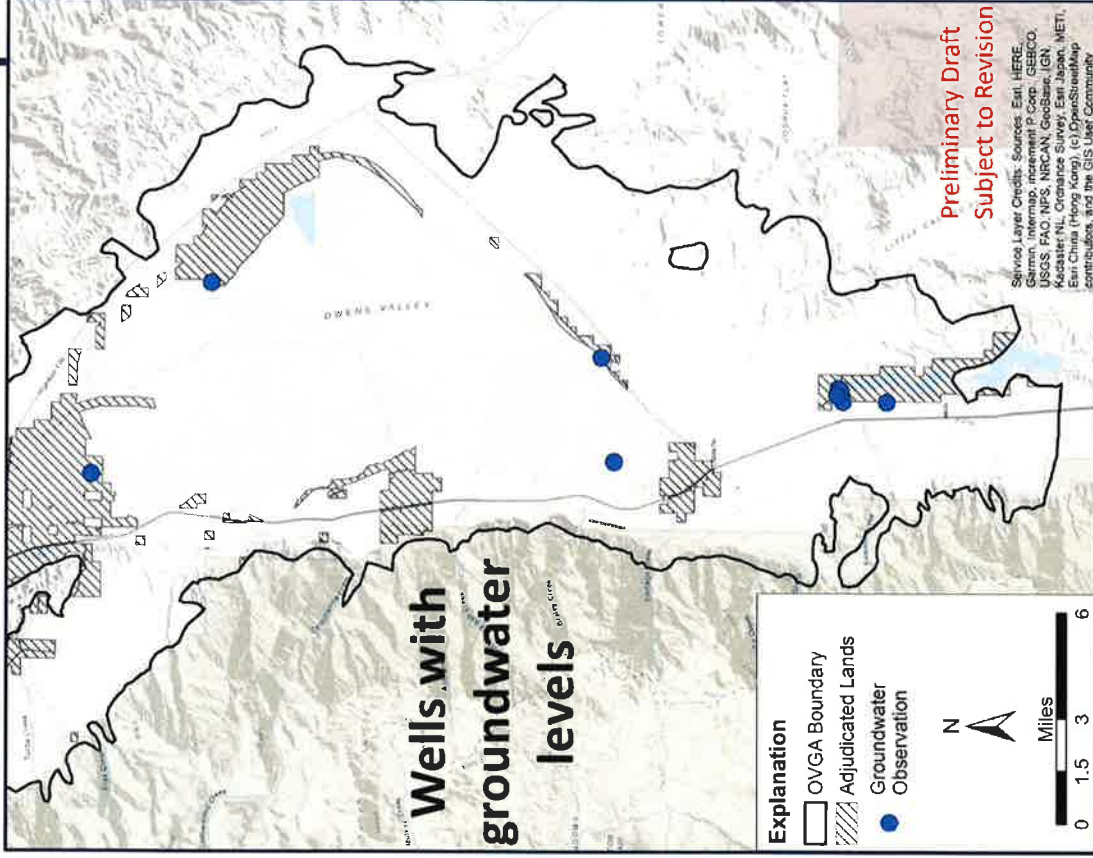 OWENS VALLEY
Wells with
groundwater
levels
Preliminary Draft
Subject to Revision
Explanation
OVGA Boundary
Adjudicated Lands
Groundwater
Observation
N
Miles
0 1.5 3 6
Service Layer Credits: Sources: Esri, HERE,
Garmin, Intermap, increment P Corp., GEBCO,
USGS, FAO, NPS, NRCAN, GeoBase, IGN,
Kadaster NL, Ordnance Survey, Esri Japan, METI,
Esri China (Hong Kong), (c) OpenStreetMap
contributors, and the GIS User Community